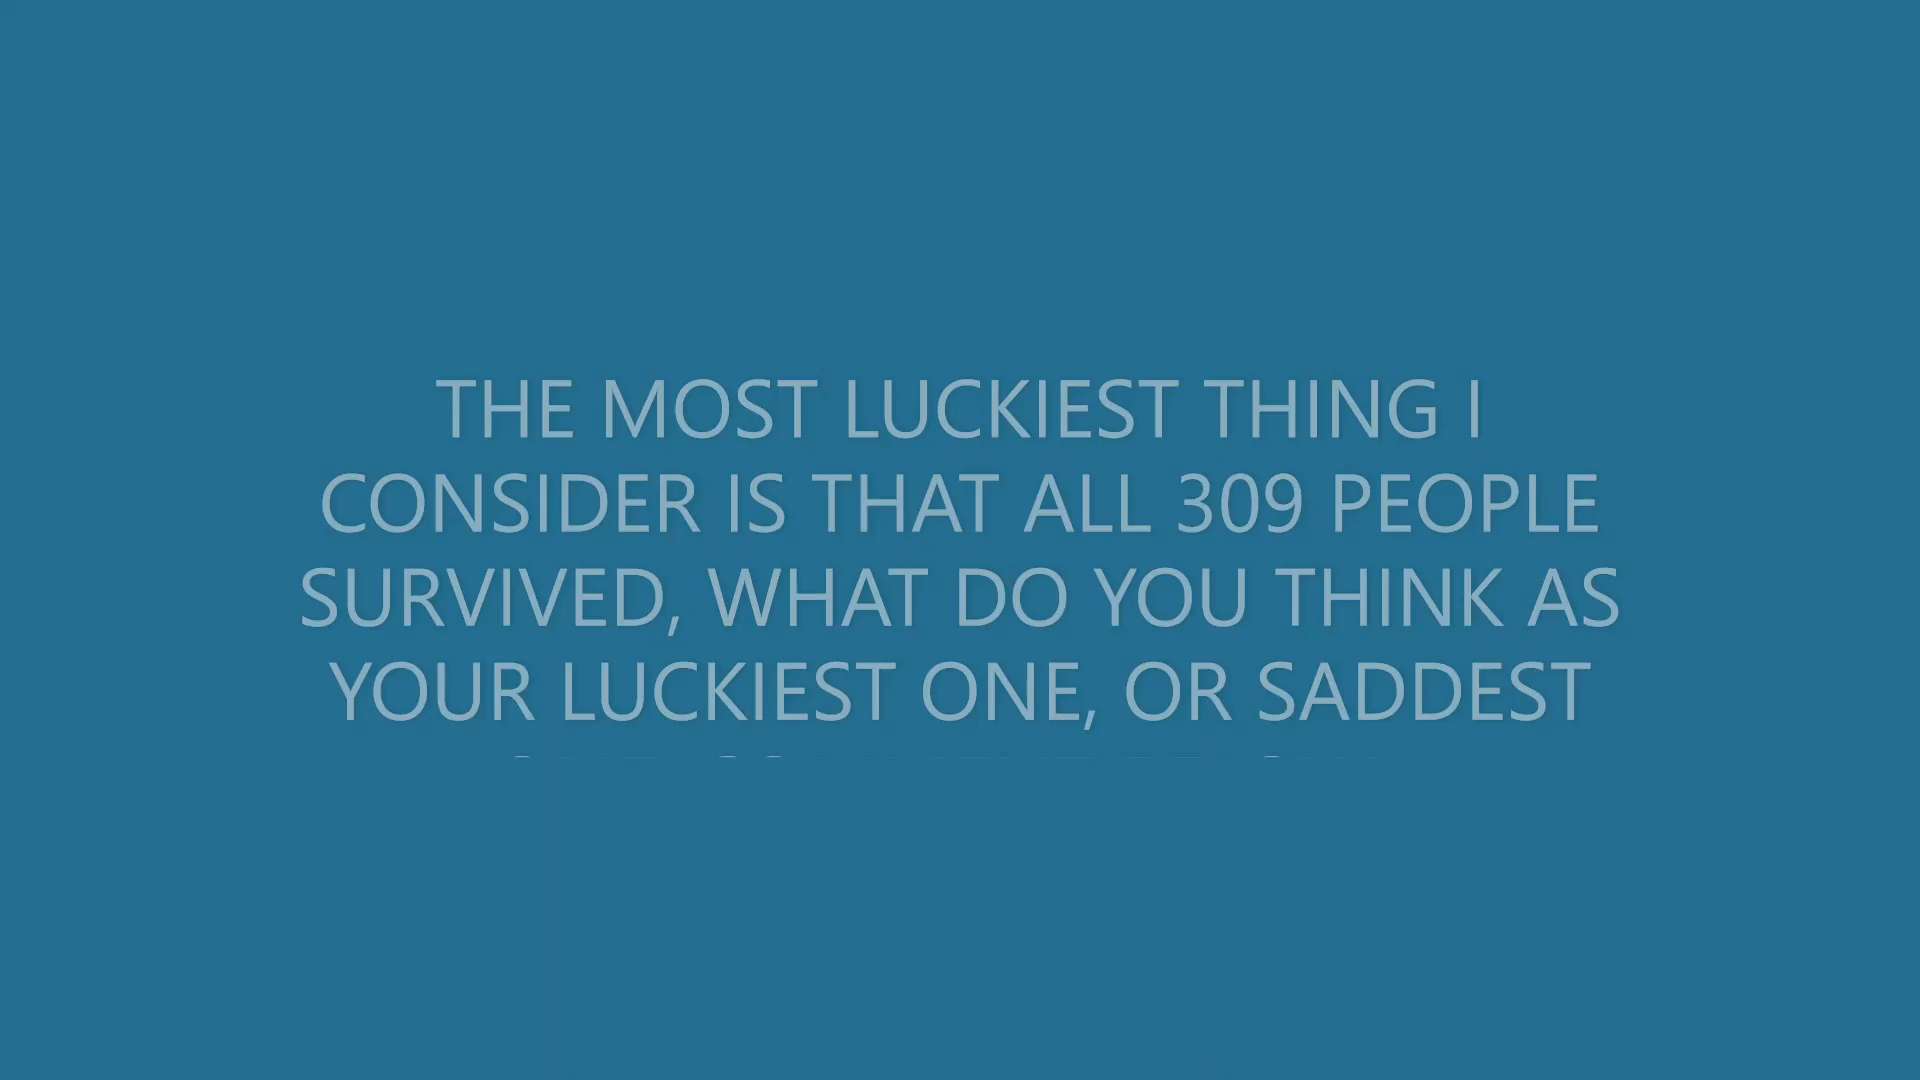 THE MOST LUCKIEST THING I
CONSIDER IS THAT ALL 309 PEOPLE
SURVIVED, WHAT DO YOU THINK AS
YOUR LUCKIEST ONE, OR SADDEST